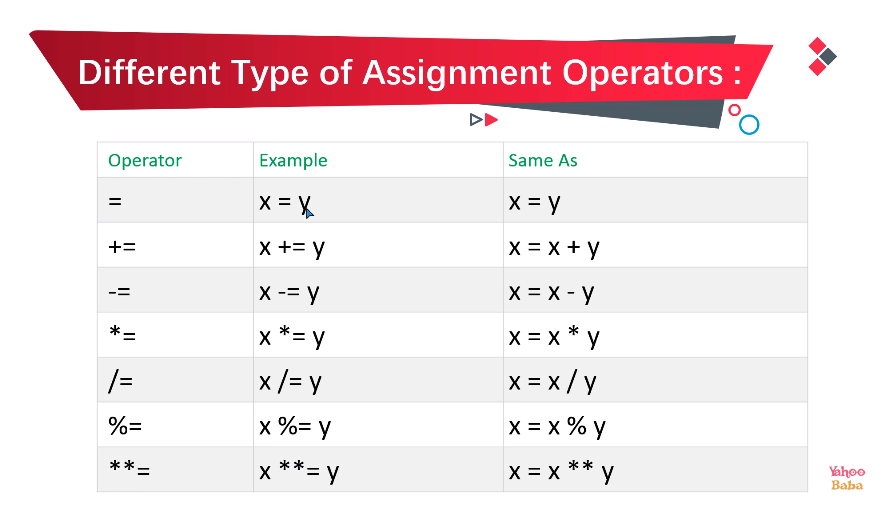 Different Type of Assignment Operators :
Operator Example Same As
= x = y x = y
+= x += y x = x + y
-= x -= y x = x - y
*= x *= y x = x * y
/= x /= y x = x / y
%= x %= y x = x % y
**= x **= y x = x ** y
Yahoo
Baba